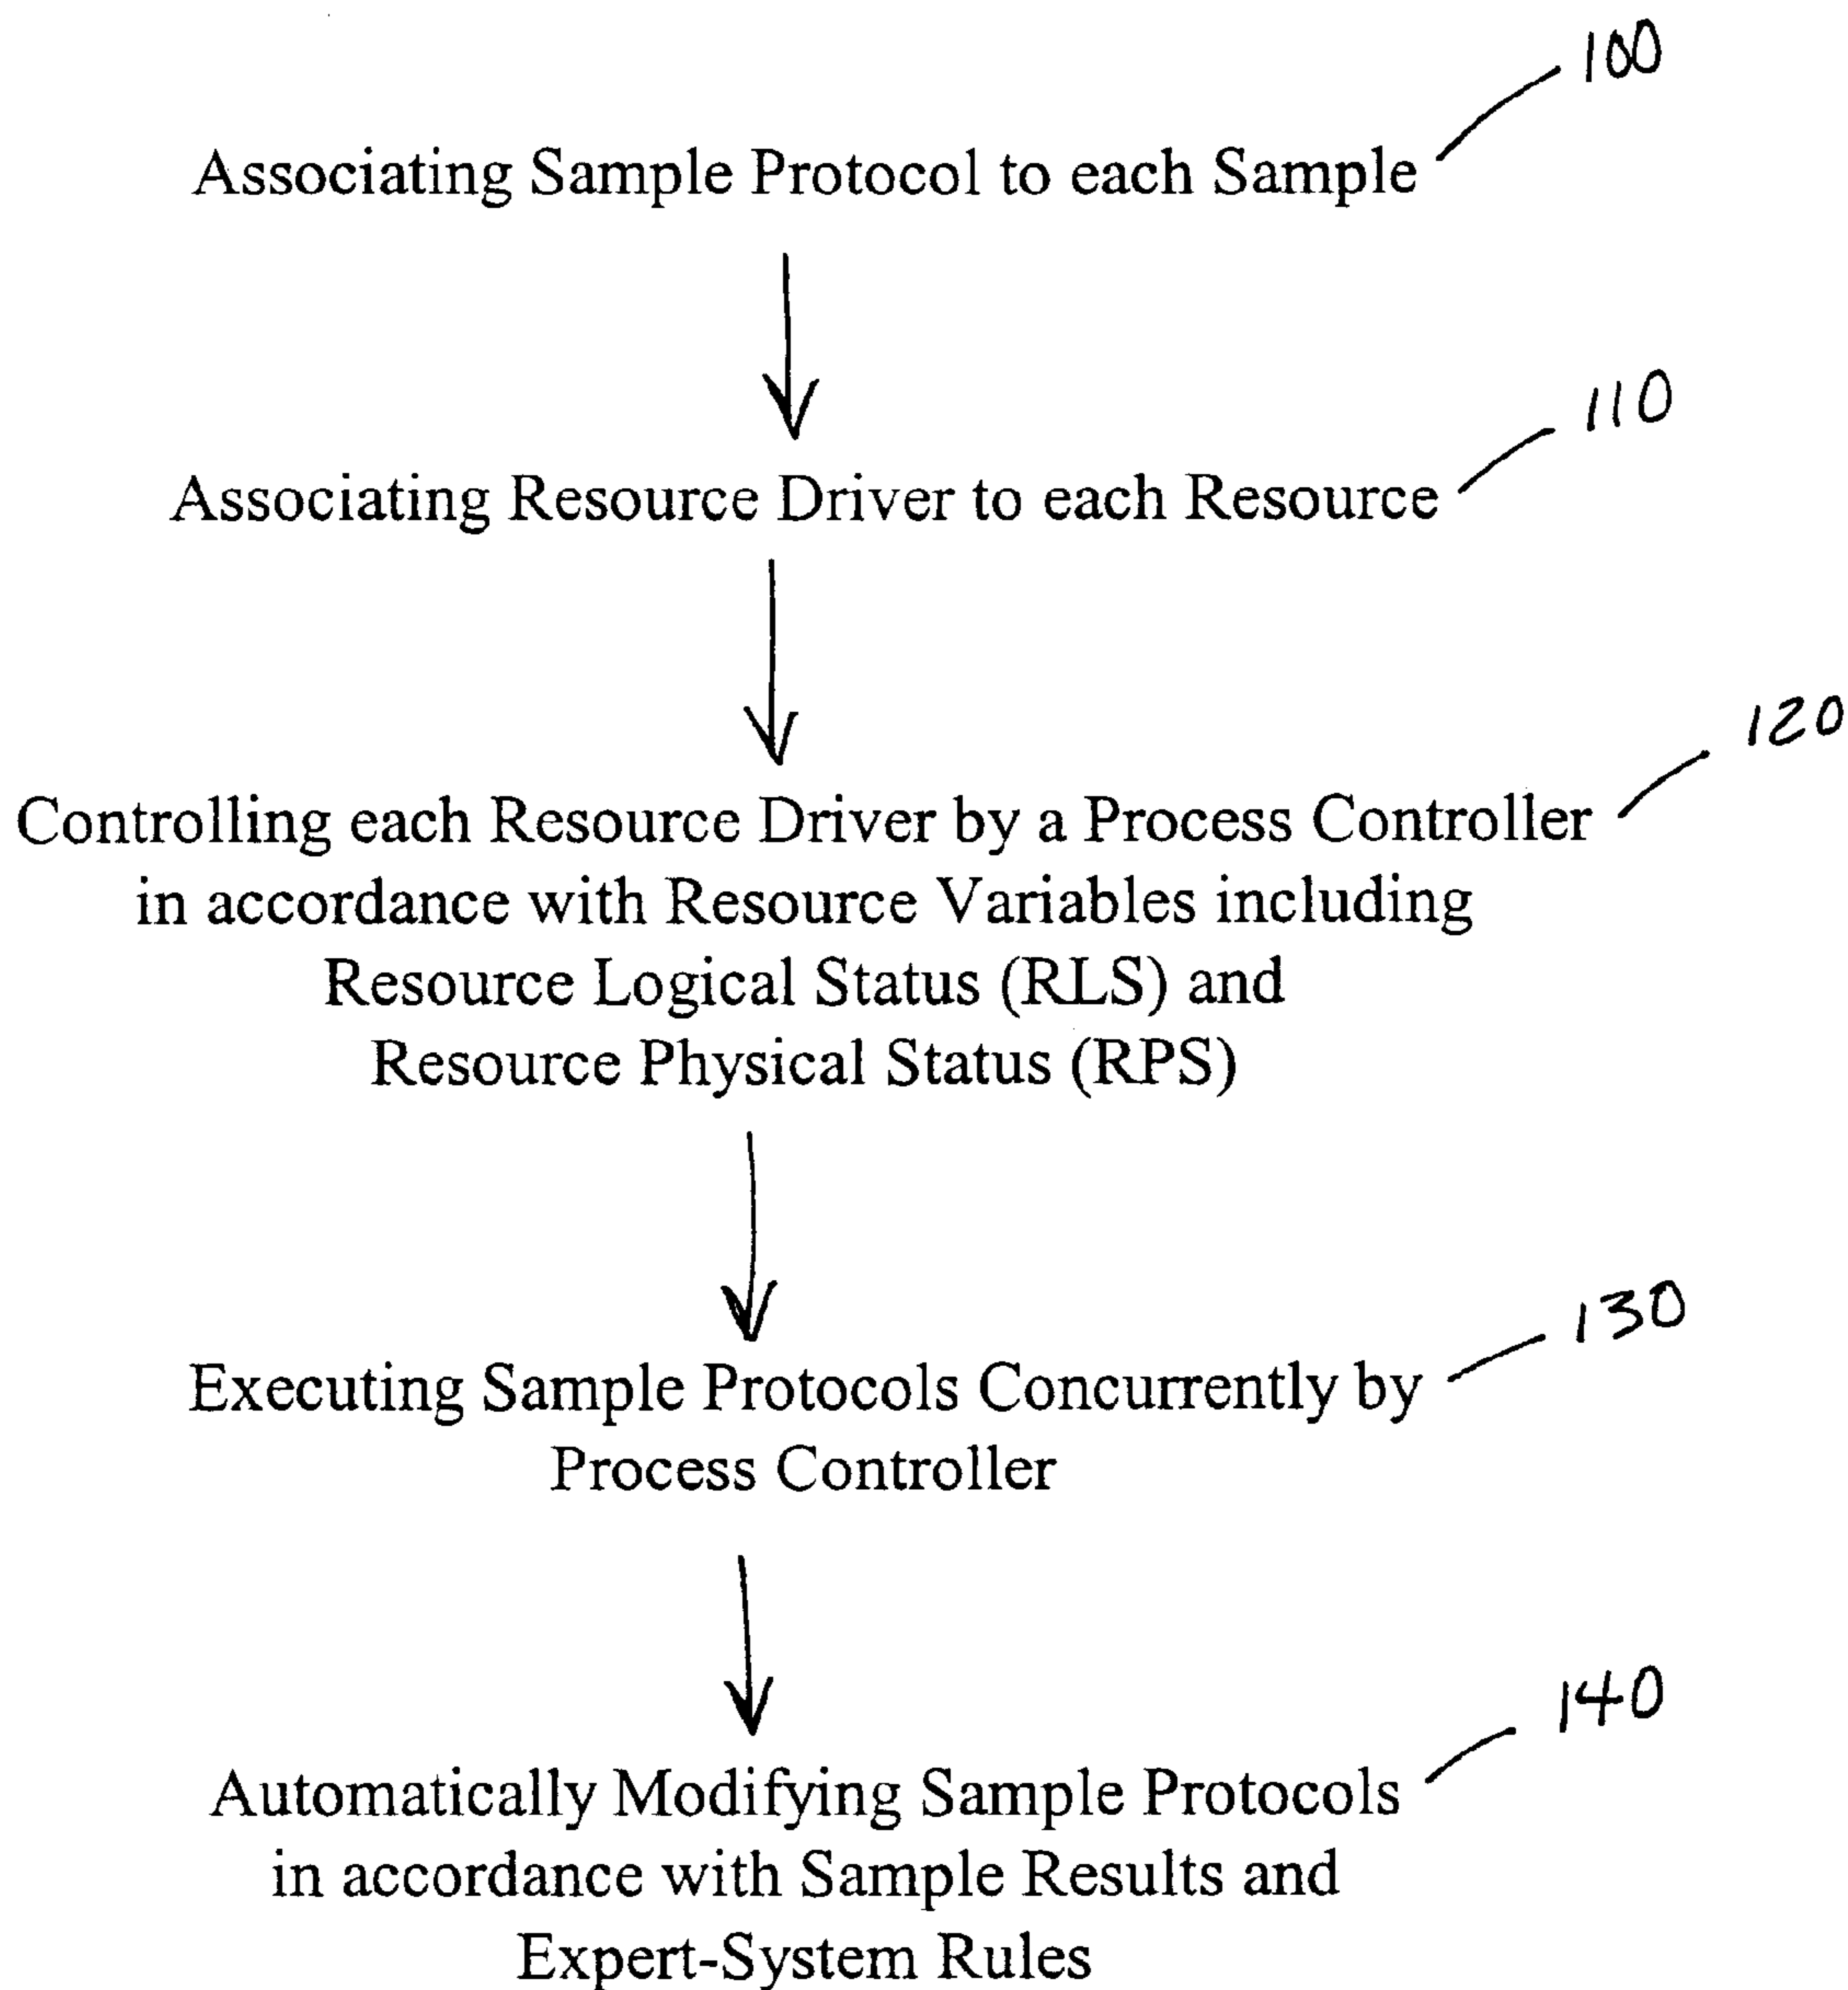 100
Associating Sample Protocol to each Sample
110
Associating Resource Driver to each Resource
120
Controlling each Resource Driver by a Process Controller
in accordance with Resource Variables including
Resource Logical Status (RLS) and
Resource Physical Status (RPS)
130
Executing Sample Protocols Concurrently by
Process Controller
140
Automatically Modifying Sample Protocols
in accordance with Sample Results and
Expert-System Rules